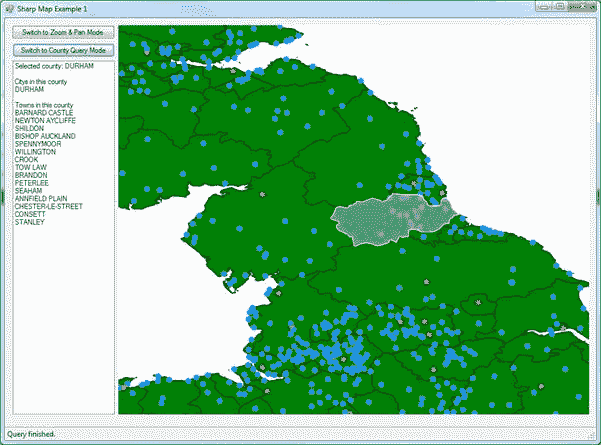 Sharp Map Example 1
Switch to Zoom & Pan Mode
Switch to County Query Mode
Selected county: DURHAM
Citys in this county
DURHAM
Towns in this county
BARNARD CASTLE
NEWTON AYCLIFFE
SHILDON
BISHOP AUCKLAND
SPENNYMOOR
WILLINGTON
CROOK
TOW LAW
BRANDON
PETERLEE
SEAHAM
ANNFIELD PLAIN
CHESTER-LE-STREET
CONSETT
STANLEY
Query finished.